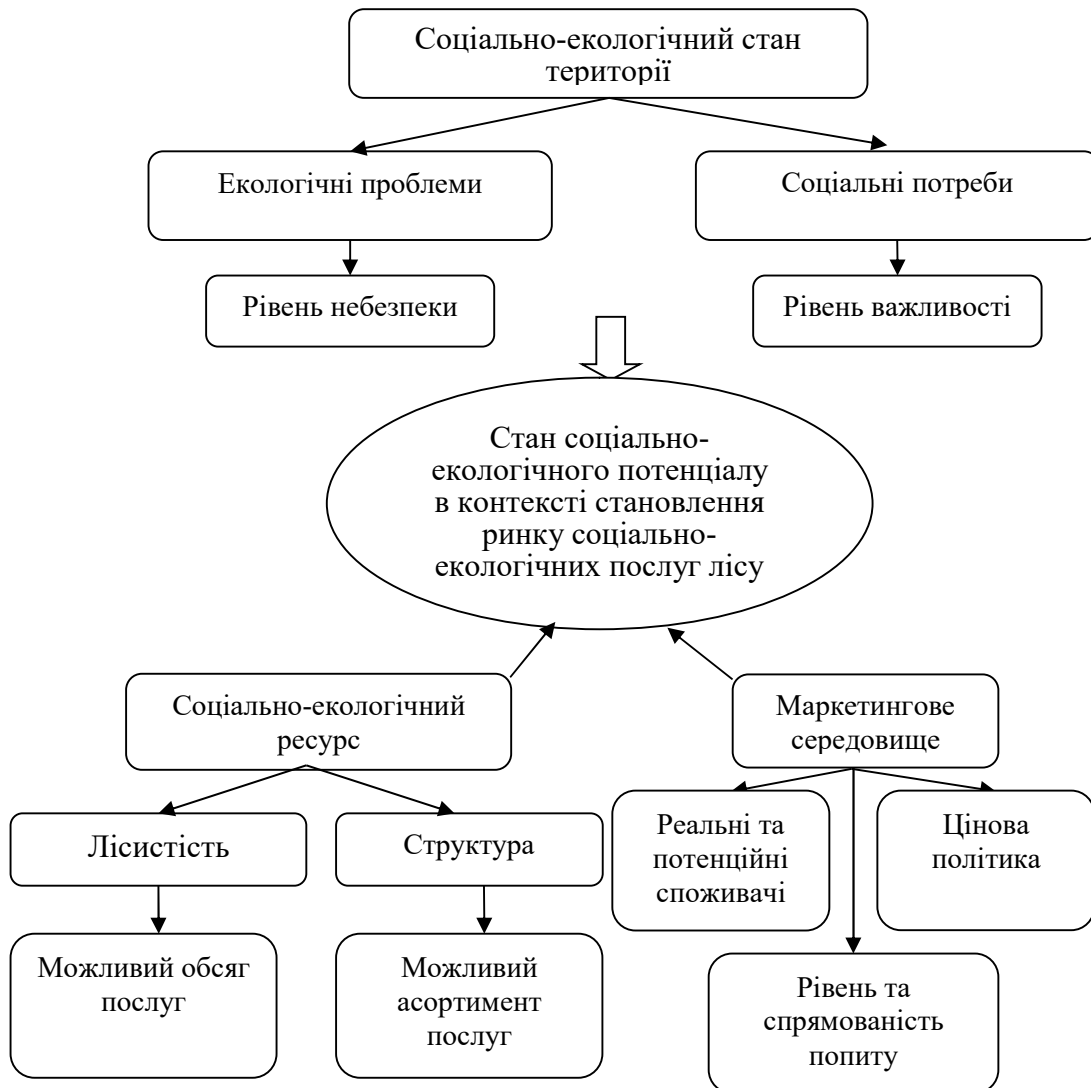 Соціально-екологічний стан
території
Екологічні проблеми
Соціальні потреби
Рівень небезпеки
Рівень важливості
Стан соціально-
екологічного потенціалу
в контексті становлення
ринку соціально-
екологічних послуг лісу
Соціально-екологічний
ресурс
Маркетингове
середовище
Лісистість
Структура
Реальні та
потенційні
споживачі
Цінова
політика
Можливий обсяг
послуг
Можливий
асортимент
послуг
Рівень та
спрямованість
попиту